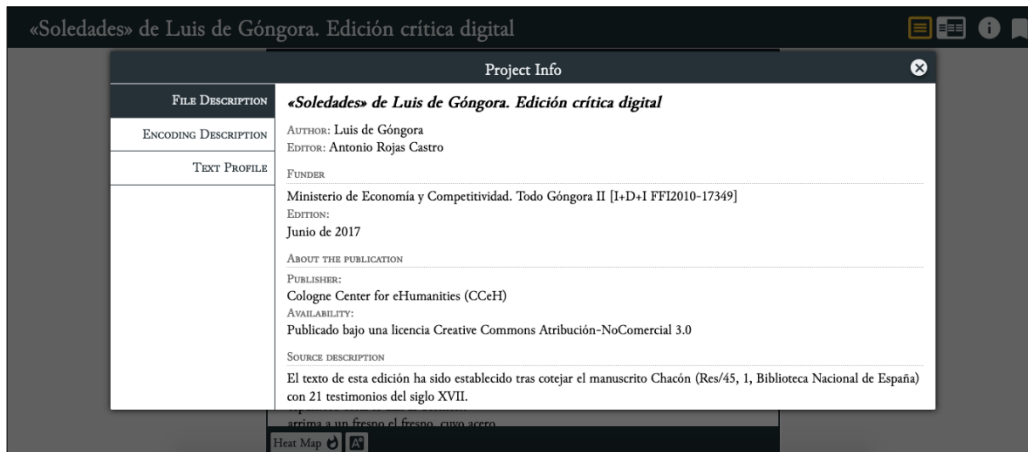 «Soledades» de Luis de Góngora. Edición crítica digital
Project Info
File Description
Encoding Description
Text Profile
«Soledades» de Luis de Góngora. Edición crítica digital
Author: Luis de Góngora
Editor: Antonio Rojas Castro
Funder
Ministerio de Economía y Competitividad. Todo Góngora II [I+D+I FFI2010-17349]
Edition:
Junio de 2017
About the publication
Publisher:
Cologne Center for eHumanities (CCeH)
Availability:
Publicado bajo una licencia Creative Commons Atribución-NoComercial 3.0
Source description
El texto de esta edición ha sido establecido tras cotejar el manuscrito Chacón (Res/45, 1, Biblioteca Nacional de España)
con 21 testimonios del siglo XVII.
arrima a un fresno el fresno, cuyo acero
Heat Map